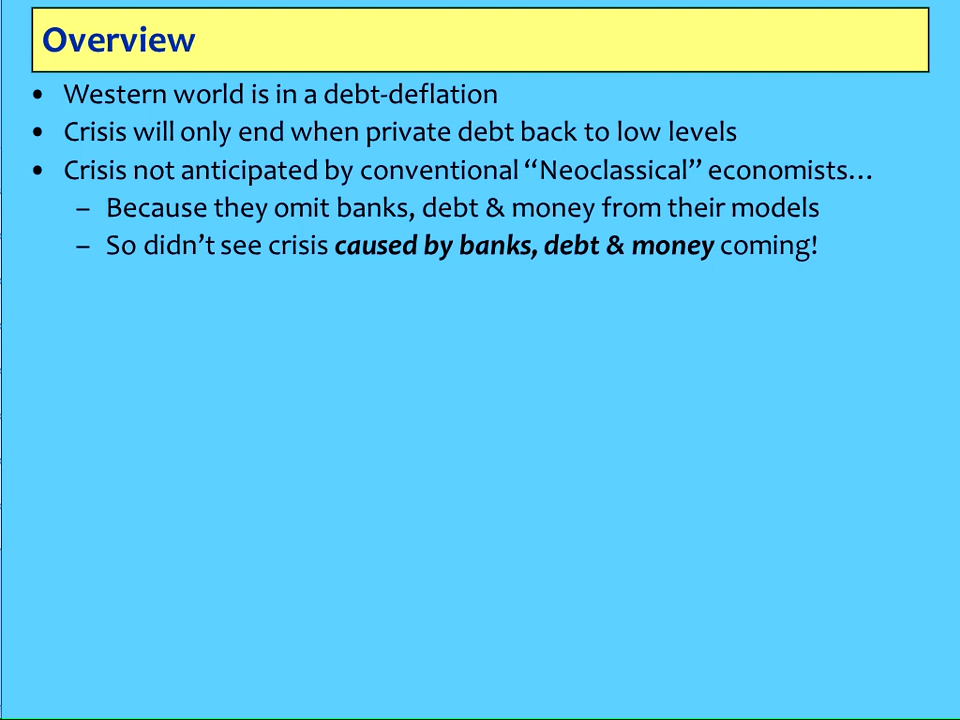 Overview
• Western world is in a debt-deflation
• Crisis will only end when private debt back to low levels
• Crisis not anticipated by conventional “Neoclassical” economists…
– Because they omit banks, debt & money from their models
– So didn’t see crisis caused by banks, debt & money coming!